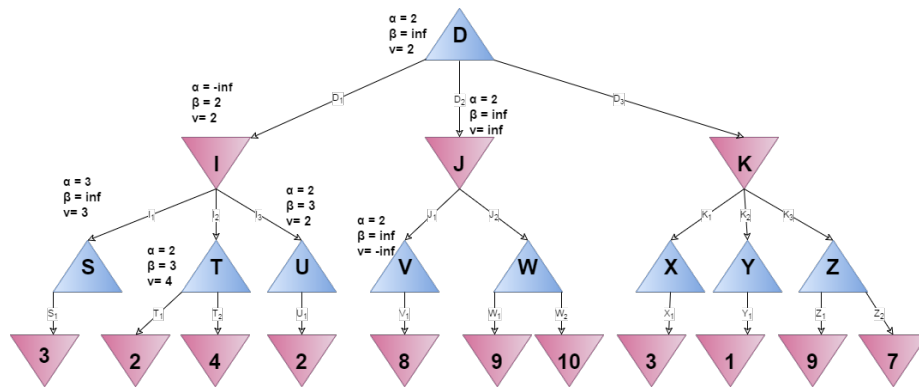 α = 2
β = inf
v= 2
D
α = -inf
β = 2
v= 2
D1
D2
D3
α = 2
β = inf
v= inf
I
J
K
α = 3
β = inf
v= 3
α = 2
β = 3
v= 2
I1
I2
I3
J1
J2
K1
K2
K3
α = 2
β = 3
v= 4
α = 2
β = inf
v= -inf
S
T
U
V
W
X
Y
Z
S1
T1
T2
U1
V1
W1
W2
X1
Y1
Z1
Z2
3
2
4
2
8
9
10
3
1
9
7